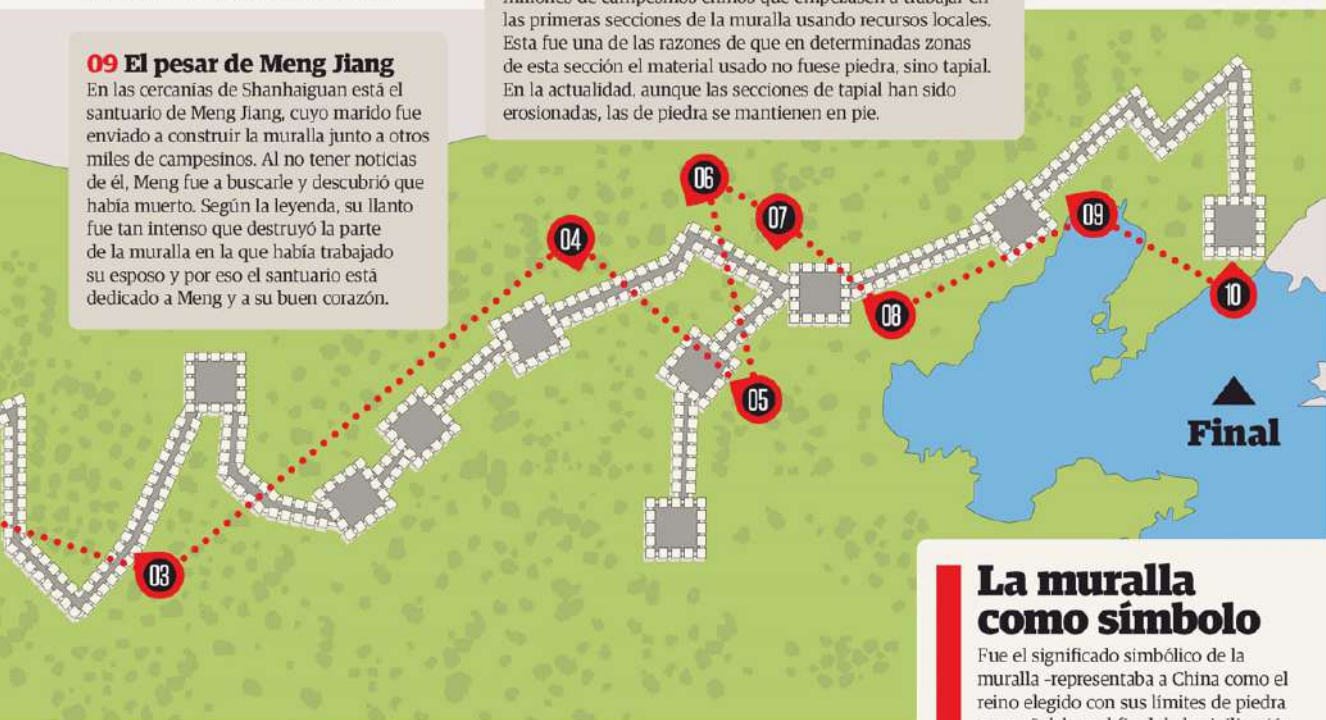 09 El pesar de Meng Jiang
En las cercanías de Shanhaiguan está el
santuario de Meng Jiang, cuyo marido fue
enviado a construir la muralla junto a otros
miles de campesinos. Al no tener noticias
de él, Meng fue a buscarle y descubrió que
había muerto. Según la leyenda, su llanto
fue tan intenso que destruyó la parte
de la muralla en la que había trabajado
su esposo y por eso el santuario está
dedicado a Meng y a su buen corazón.
millones de campesinos chinos que empezasen a trabajar en
las primeras secciones de la muralla usando recursos locales.
Esta fue una de las razones de que en determinadas zonas
de esta sección el material usado no fuese piedra, sino tapial.
En la actualidad, aunque las secciones de tapial han sido
erosionadas, las de piedra se mantienen en pie.
03
04
05
06
07
08
09
10
Final
La muralla
como símbolo
Fue el significado simbólico de la
muralla -representaba a China como el
reino elegido con sus límites de piedra